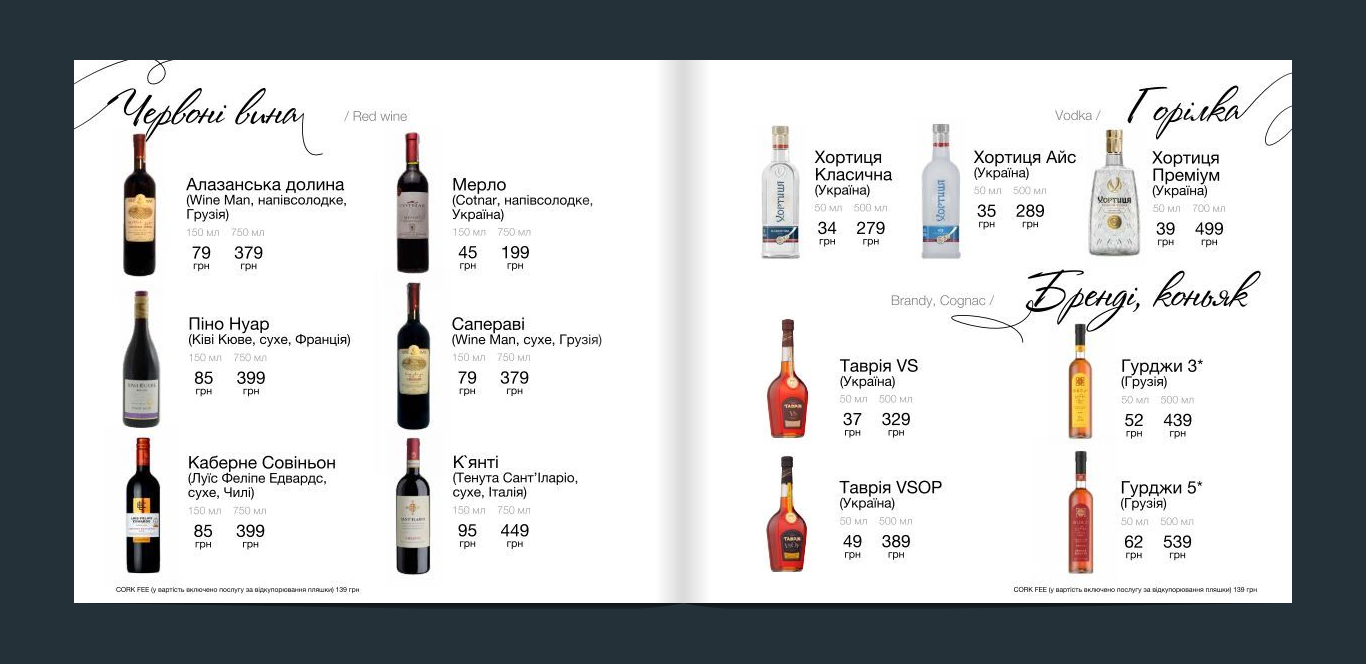 Червоні вина
/ Red wine
Алазанська долина
(Wine Man, напівсолодке,
Грузія)
150 мл 750 мл
79 379
грн грн
Мерло
(Cotnar, напівсолодке,
Україна)
150 мл 750 мл
45 199
грн грн
Піно Нуар
(Ківі Кюве, сухе, Франція)
150 мл 750 мл
85 399
грн грн
Сапераві
(Wine Man, сухе, Грузія)
150 мл 750 мл
79 379
грн грн
Каберне Совіньон
(Луїс Феліпе Едвардс,
сухе, Чилі)
150 мл 750 мл
85 399
грн грн
К`янті
(Тенута Сант’Іларіо,
сухе, Італія)
150 мл 750 мл
95 449
грн грн
CORK FEE (у вартість включено послугу за відкупорювання пляшки) 139 грн
Vodka /
Горілка
Хортиця
Класична
(Україна)
50 мл 500 мл
34 279
грн грн
Хортиця Айс
(Україна)
50 мл 500 мл
35 289
грн грн
Хортиця
Преміум
(Україна)
50 мл 700 мл
39 499
грн грн
Brandy, Cognac /
Бренді, коньяк
Таврія VS
(Україна)
50 мл 500 мл
37 329
грн грн
Гурджи 3*
(Грузія)
50 мл 500 мл
52 439
грн грн
Таврія VSOP
(Україна)
50 мл 500 мл
49 389
грн грн
Гурджи 5*
(Грузія)
50 мл 500 мл
62 539
грн грн
CORK FEE (у вартість включено послугу за відкупорювання пляшки) 139 грн